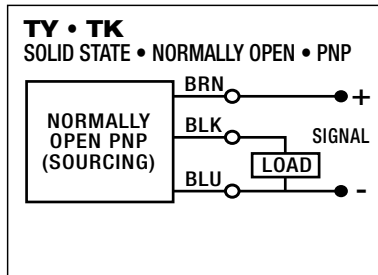 TY • TK
SOLID STATE • NORMALLY OPEN • PNP
NORMALLY
OPEN PNP
(SOURCING)
BRN
+
BLK
SIGNAL
LOAD
BLU
-